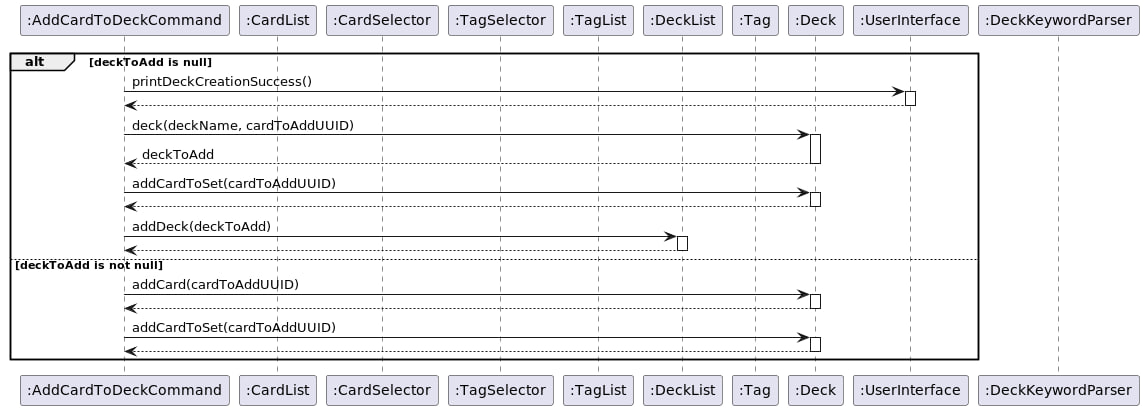 :AddCardToDeckCommand :CardList :CardSelector :TagSelector :TagList :DeckList :Tag :Deck :UserInterface :DeckKeywordParser
alt [deckToAdd is null]
printDeckCreationSuccess()
deck(deckName, cardToAddUUID)
deckToAdd
addCardToSet(cardToAddUUID)
addDeck(deckToAdd)
[deckToAdd is not null]
addCard(cardToAddUUID)
addCardToSet(cardToAddUUID)
:AddCardToDeckCommand :CardList :CardSelector :TagSelector :TagList :DeckList :Tag :Deck :UserInterface :DeckKeywordParser